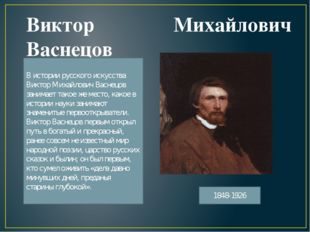 Виктор Михайлович
Васнецов
В истории русского искусства
Виктор Михайлович Васнецов
занимает такое же место, какое в
истории науки занимают
знаменитые первооткрыватели.
Виктор Васнецов первым открыл
путь в богатый и прекрасный,
ранее совсем не известный мир
народной поэзии, царство русских
сказок и былин; он был первым,
кто сумел оживить «дела давно
минувших дней, преданья
старины глубокой».
1848-1926